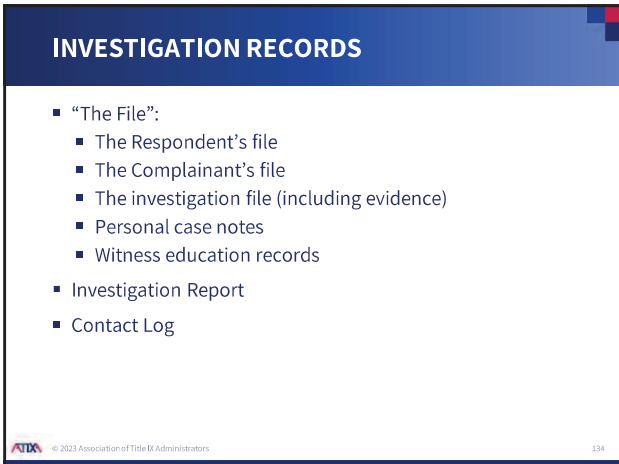 INVESTIGATION RECORDS
▪ “The File”:
▪ The Respondent’s file
▪ The Complainant’s file
▪ The investigation file (including evidence)
▪ Personal case notes
▪ Witness education records
▪ Investigation Report
▪ Contact Log
ATIXA © 2023 Association of Title IX Administrators
134